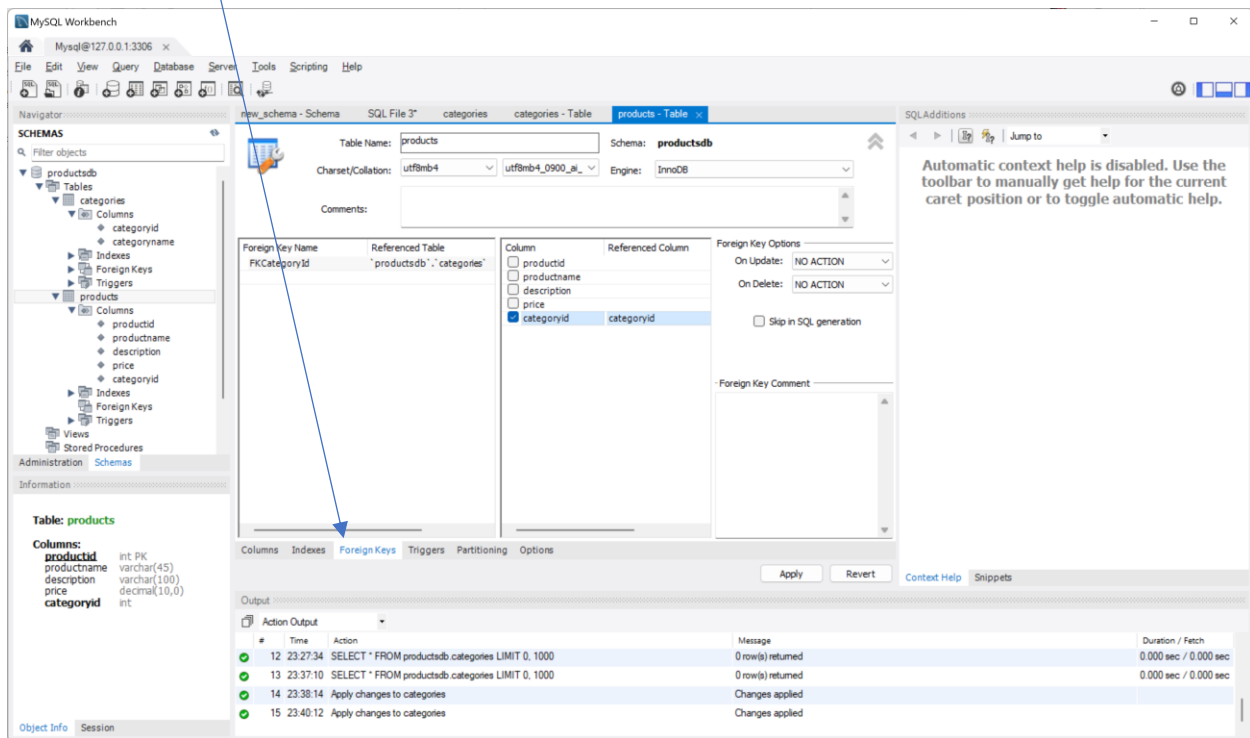 MySQL Workbench
Mysql@127.0.0.1:3306
File Edit View Query Database Server Tools Scripting Help
Navigator
SCHEMAS
Filter objects
productsdb
Tables
categories
Columns
categoryid
categoryname
Indexes
Foreign Keys
Triggers
products
Columns
productid
productname
description
price
categoryid
Indexes
Foreign Keys
Triggers
Views
Stored Procedures
Administration Schemas
Information
Table: products
Columns:
productid int PK
productname varchar(45)
description varchar(100)
price decimal(10,0)
categoryid int
Object Info Session
new_schema - Schema SQL File 3* categories categories - Table products - Table
Table Name: products Schema: productsdb
Charset/Collation: utf8mb4 utf8mb4_0900_ai_ Engine: InnoDB
Comments:
Foreign Key Name Referenced Table
FKCategoryId `productsdb`.`categories`
Column Referenced Column
productid
productname
description
price
categoryid categoryid
Foreign Key Options
On Update: NO ACTION
On Delete: NO ACTION
Skip in SQL generation
Foreign Key Comment
Columns Indexes Foreign Keys Triggers Partitioning Options
Apply Revert
SQLAdditions
Jump to
Automatic context help is disabled. Use the
toolbar to manually get help for the current
caret position or to toggle automatic help.
Context Help Snippets
Output
Action Output
# Time Action Message Duration / Fetch
12 23:27:34 SELECT * FROM productsdb.categories LIMIT 0, 1000 0 row(s) returned 0.000 sec / 0.000 sec
13 23:37:10 SELECT * FROM productsdb.categories LIMIT 0, 1000 0 row(s) returned 0.000 sec / 0.000 sec
14 23:38:14 Apply changes to categories Changes applied
15 23:40:12 Apply changes to categories Changes applied